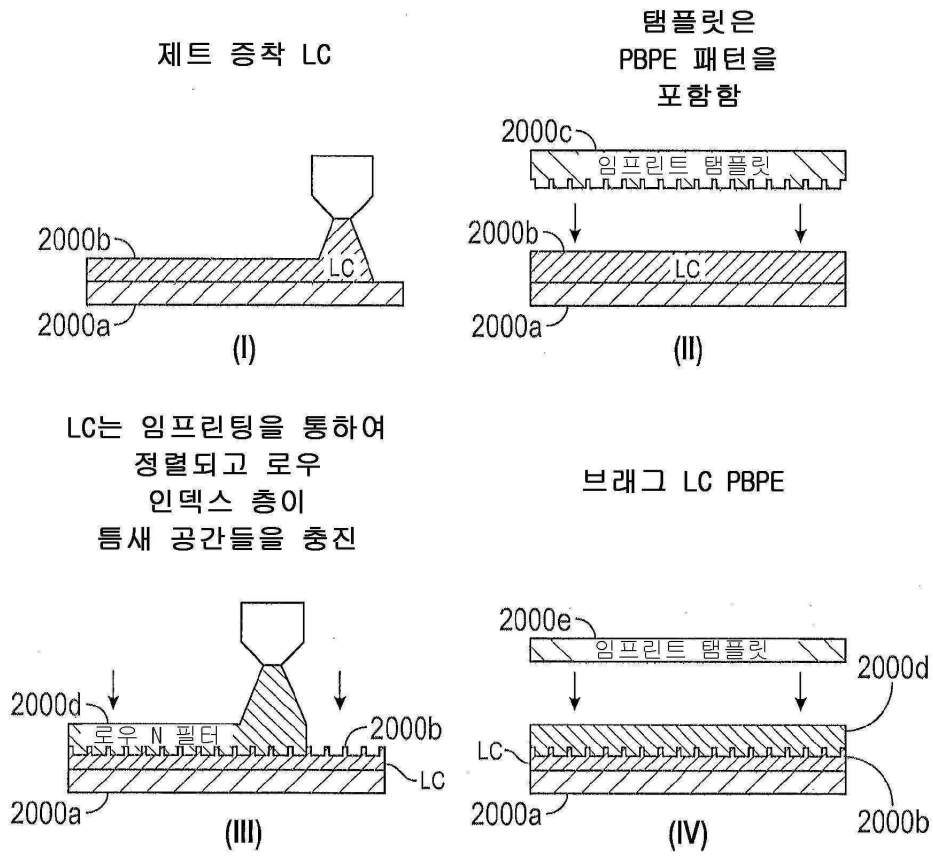 제트 증착 LC
2000b
LC
2000a
(I)
탬플릿은
PBPE 패턴을
포함함
2000c
임프린트 탬플릿
2000b
LC
2000a
(II)
LC는 임프린팅을 통하여
정렬되고 로우
인덱스 층이
틈새 공간들을 충진
2000d
로우 N 필터
2000b
LC
2000a
(III)
브래그 LC PBPE
2000e
임프린트 탬플릿
2000d
LC
2000a
2000b
(IV)